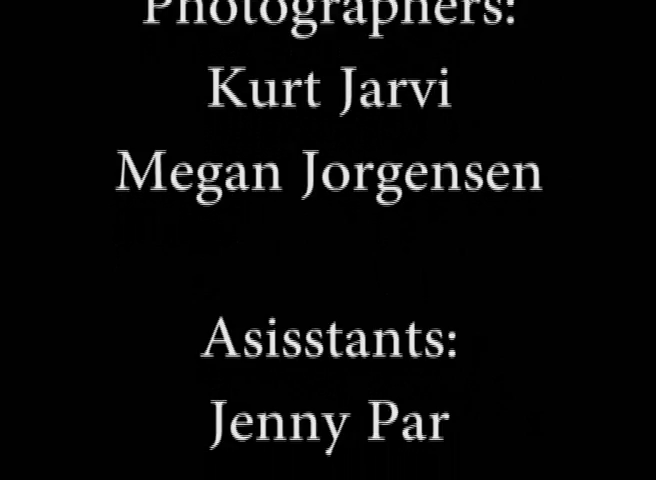 Photographers:
Kurt Jarvi
Megan Jorgensen
Asisstants:
Jenny Par